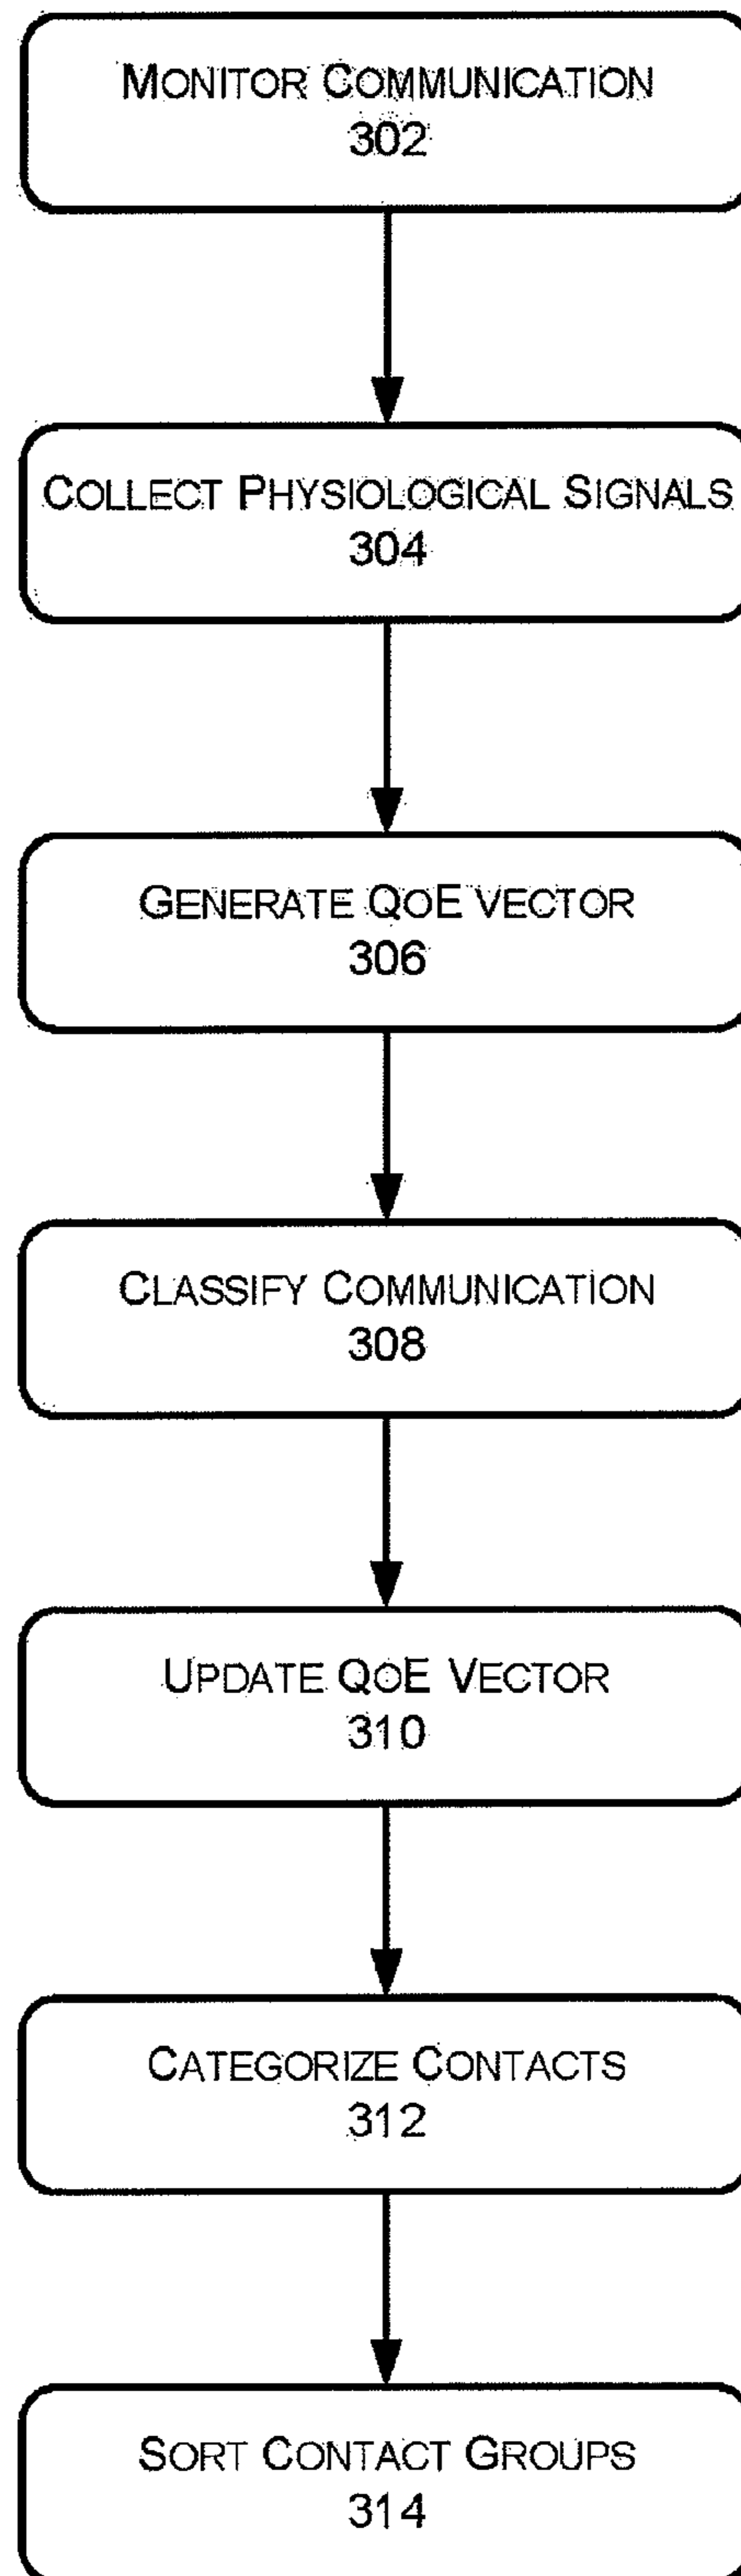 MONITOR COMMUNICATION
302
COLLECT PHYSIOLOGICAL SIGNALS
304
GENERATE QOE VECTOR
306
CLASSIFY COMMUNICATION
308
UPDATE QOE VECTOR
310
CATEGORIZE CONTACTS
312
SORT CONTACT GROUPS
314